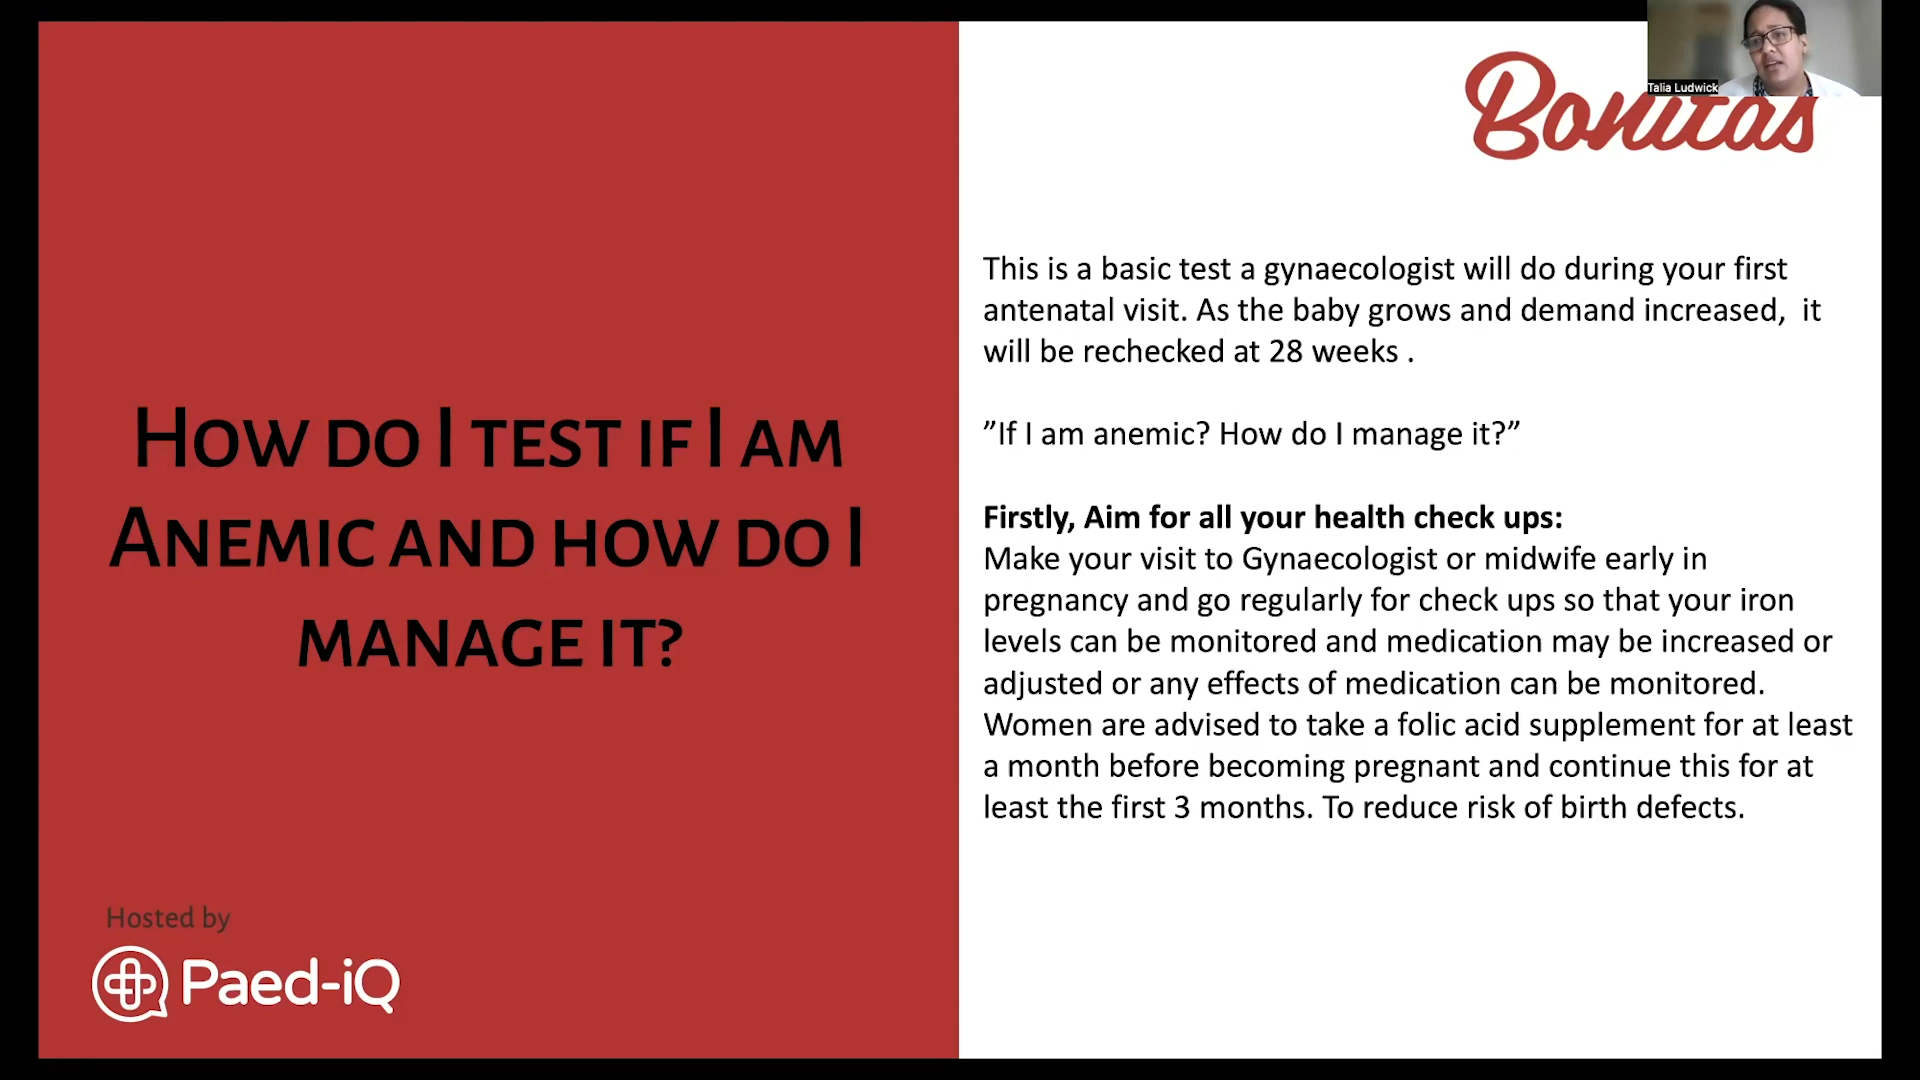 How do I test if I am
Anemic and how do I
manage it?
Hosted by
Paed-iQ
Bonitas
Talia Ludwick
This is a basic test a gynaecologist will do during your first
antenatal visit. As the baby grows and demand increased,  it
will be rechecked at 28 weeks .
”If I am anemic? How do I manage it?”
Firstly, Aim for all your health check ups:
Make your visit to Gynaecologist or midwife early in
pregnancy and go regularly for check ups so that your iron
levels can be monitored and medication may be increased or
adjusted or any effects of medication can be monitored.
Women are advised to take a folic acid supplement for at least
a month before becoming pregnant and continue this for at
least the first 3 months. To reduce risk of birth defects.